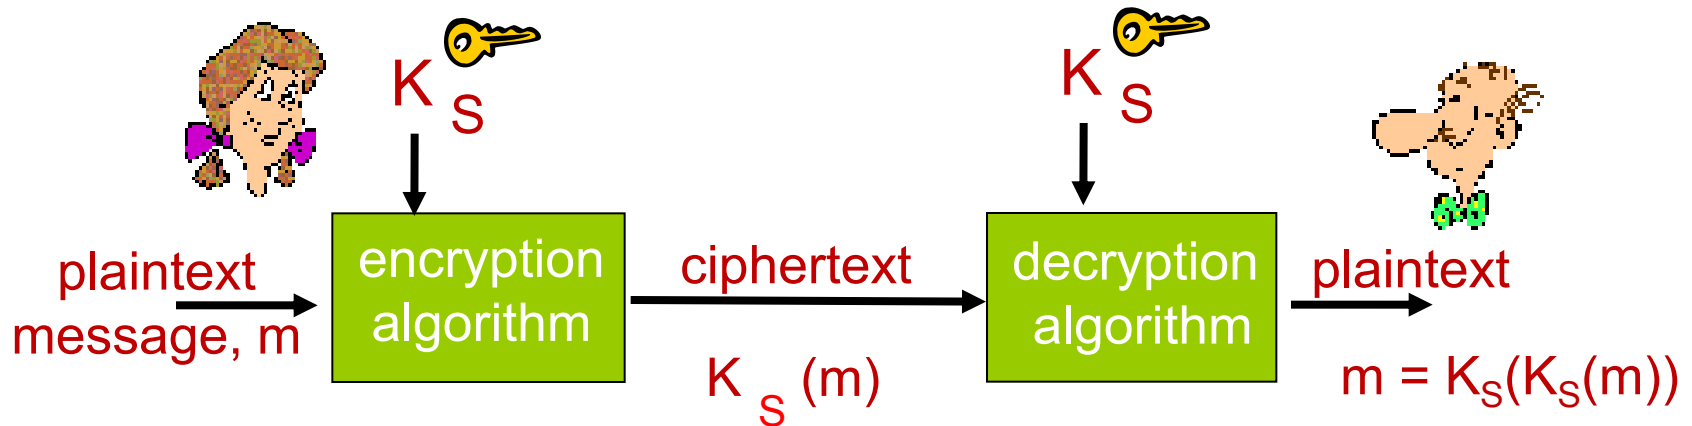 K S
K S
plaintext
message, m
encryption
algorithm
ciphertext
K S (m)
decryption
algorithm
plaintext
m = KS(KS(m))